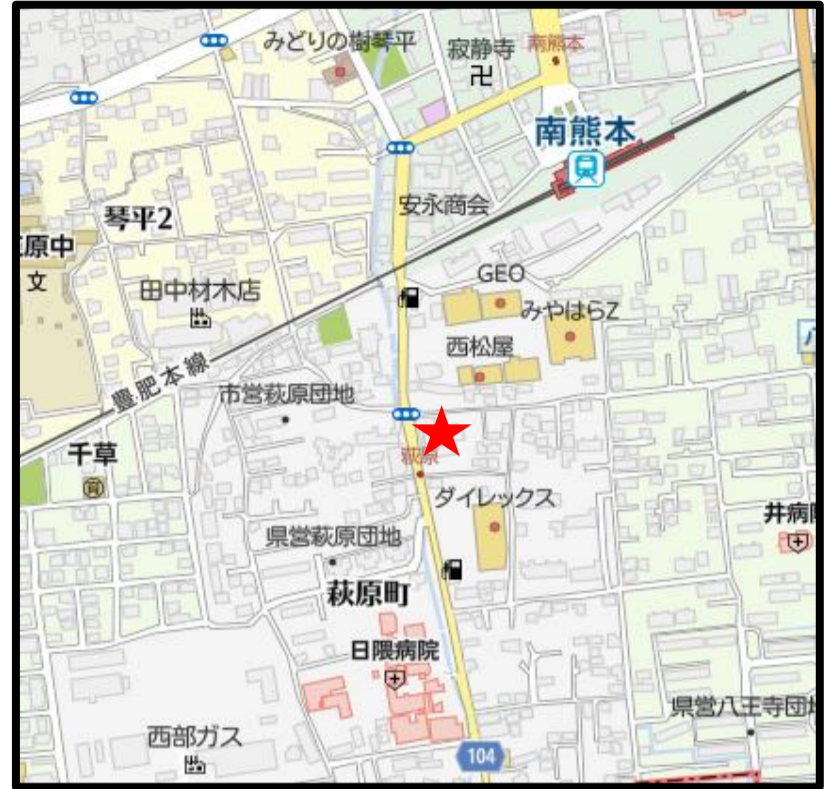 みどりの樹琴平
寂静寺
南熊本
卍
南熊本
安永商会
琴平2
原中
文
田中材木店
GEO
みやはらZ
西松屋
豊肥本線
市営萩原団地
千草
萩原
ダイレックス
井病
県営萩原団地
萩原町
日隈病院
県営八王寺団地
西部ガス
104